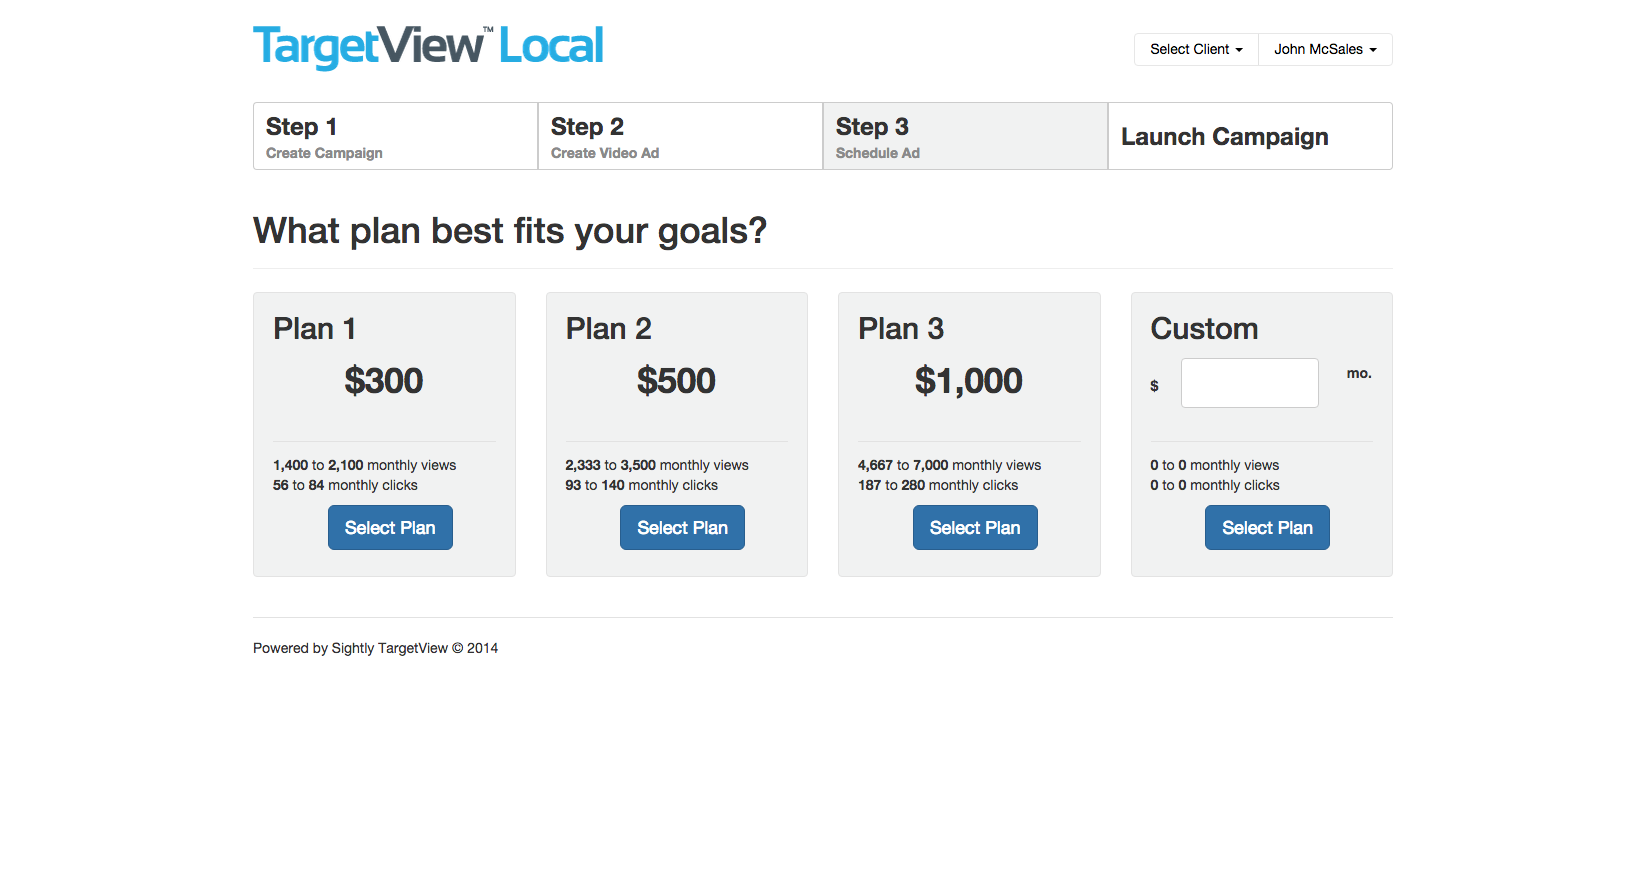 TargetView™ Local
Select Client
John McSales
Step 1
Create Campaign
Step 2
Create Video Ad
Step 3
Schedule Ad
Launch Campaign
What plan best fits your goals?
Plan 1
$300
1,400 to 2,100 monthly views
56 to 84 monthly clicks
Select Plan
Plan 2
$500
2,333 to 3,500 monthly views
93 to 140 monthly clicks
Select Plan
Plan 3
$1,000
4,667 to 7,000 monthly views
187 to 280 monthly clicks
Select Plan
Custom
$ mo.
0 to 0 monthly views
0 to 0 monthly clicks
Select Plan
Powered by Sightly TargetView © 2014